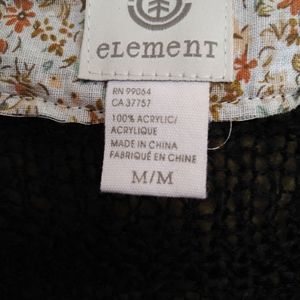 element
RN 99064
CA 37757
100% ACRYLIC/
ACRYLIQUE
MADE IN CHINA
FABRIQUÉ EN CHINE
M/M